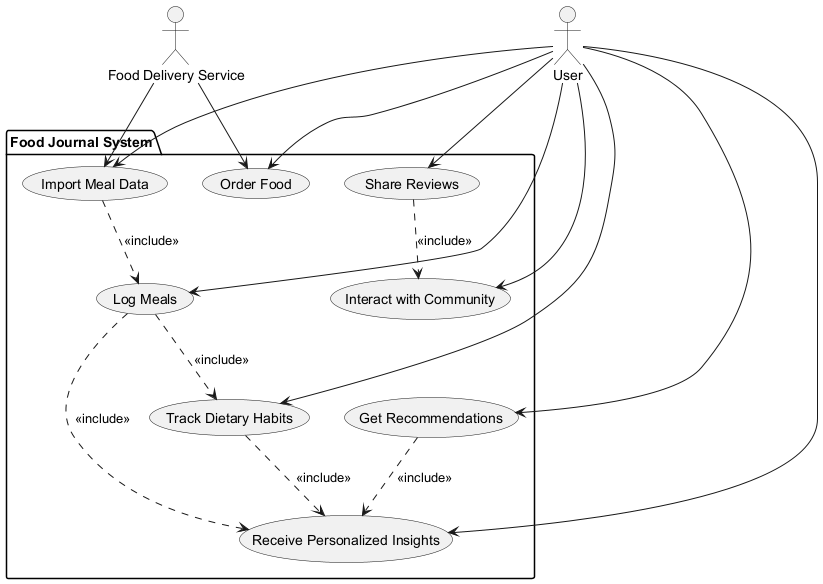 Food Delivery Service
User
Food Journal System
Import Meal Data
Order Food
Share Reviews
«include»
«include»
Log Meals
Interact with Community
«include»
Track Dietary Habits
Get Recommendations
«include»
«include»
«include»
Receive Personalized Insights